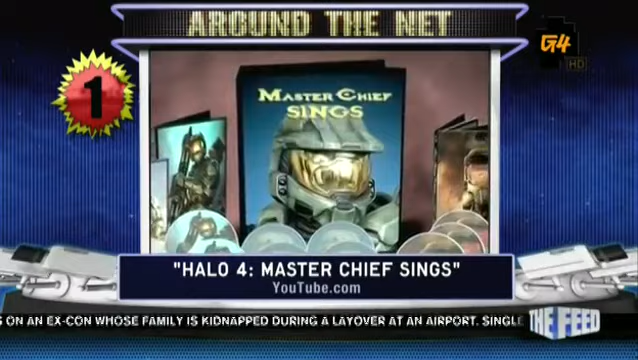 AROUND THE NET
G4
HD
1
MASTER CHIEF
SINGS
"HALO 4: MASTER CHIEF SINGS"
YouTube.com
S ON AN EX-CON WHOSE FAMILY IS KIDNAPPED DURING A LAYOVER AT AN AIRPORT. SINGLE
THE FEED